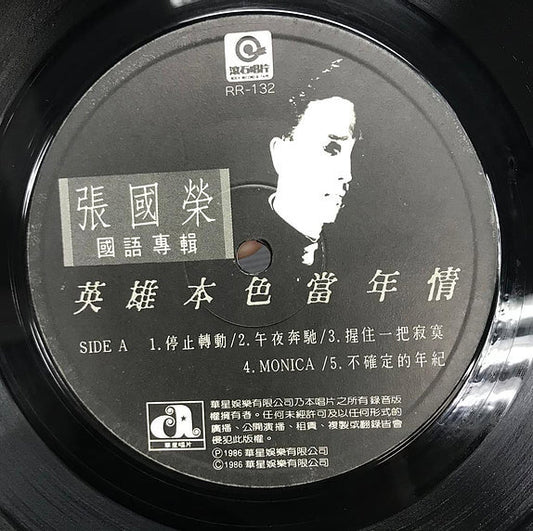 滾石唱片
RR-132
張國榮
國語專輯
英雄本色當年情
SIDE A 1.停止轉動/2.午夜奔馳/3.握住一把寂寞
4.MONICA/5.不確定的年紀
華星娛樂有限公司乃本唱片之所有錄音版
權擁有者。任何未經許可及以任何形式的
廣播、公開演播、租賃、複製或翻錄皆會
侵犯此版權。
Ⓟ1986 華星娛樂有限公司
Ⓒ1986 華星娛樂有限公司
a
華星唱片